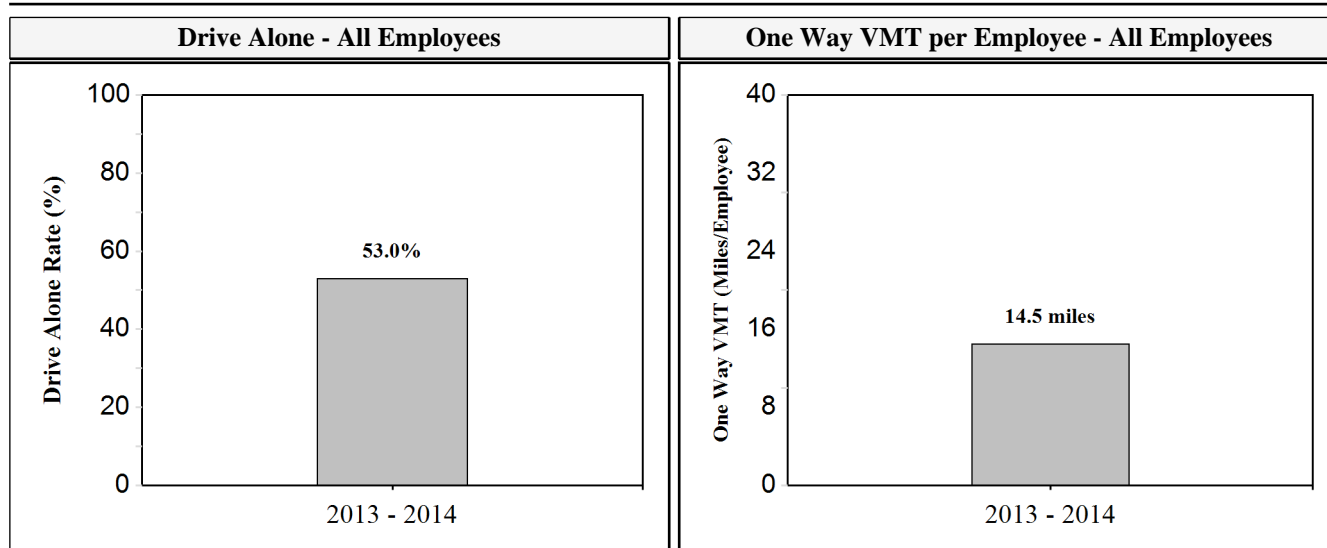 Drive Alone - All Employees
One Way VMT per Employee - All Employees
Drive Alone Rate (%)
100
80
60
40
20
0
53.0%
2013 - 2014
One Way VMT (Miles/Employee)
40
32
24
16
8
0
14.5 miles
2013 - 2014